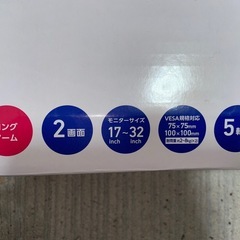 ング
アーム
2
画面
モニターサイズ
17~32
inch inch
VESA規格対応
75×75mm
100×100mm
5